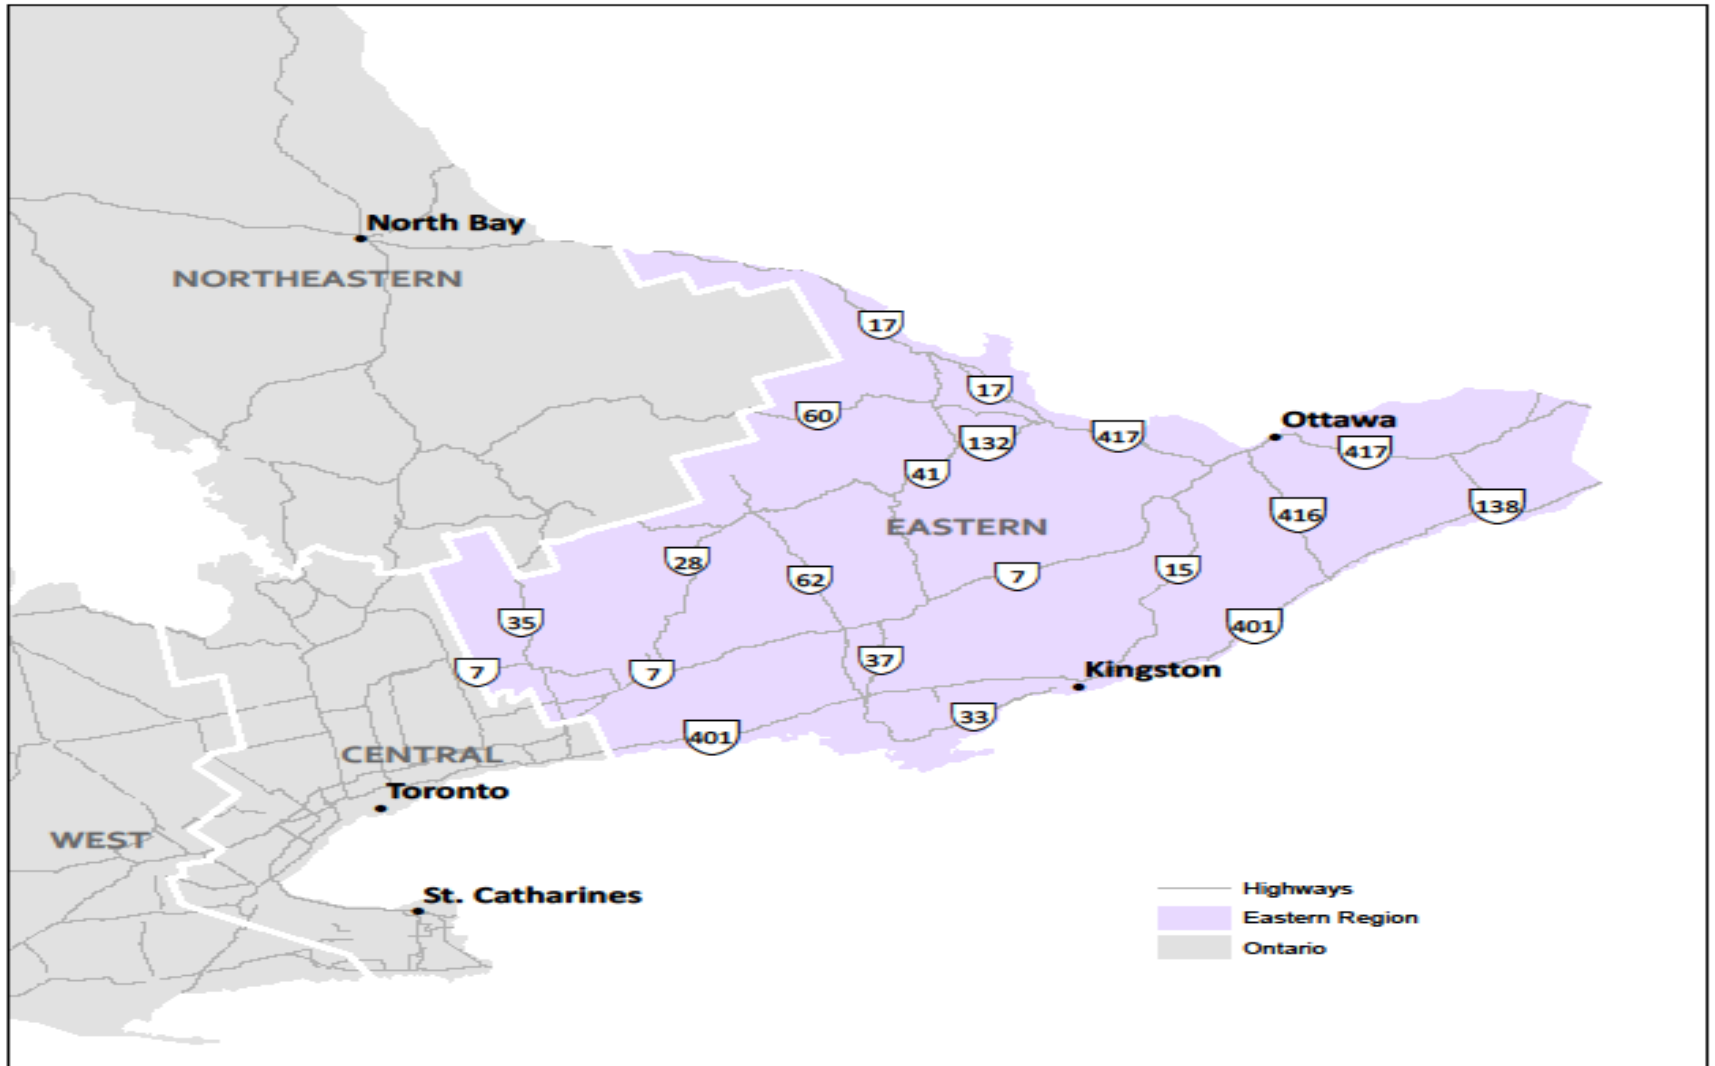 North Bay
NORTHEASTERN
17
17
60
Ottawa
132
417
417
41
138
416
EASTERN
28
62
7
15
35
401
7
7
37
Kingston
33
401
CENTRAL
Toronto
WEST
St. Catharines
Highways
Eastern Region
Ontario